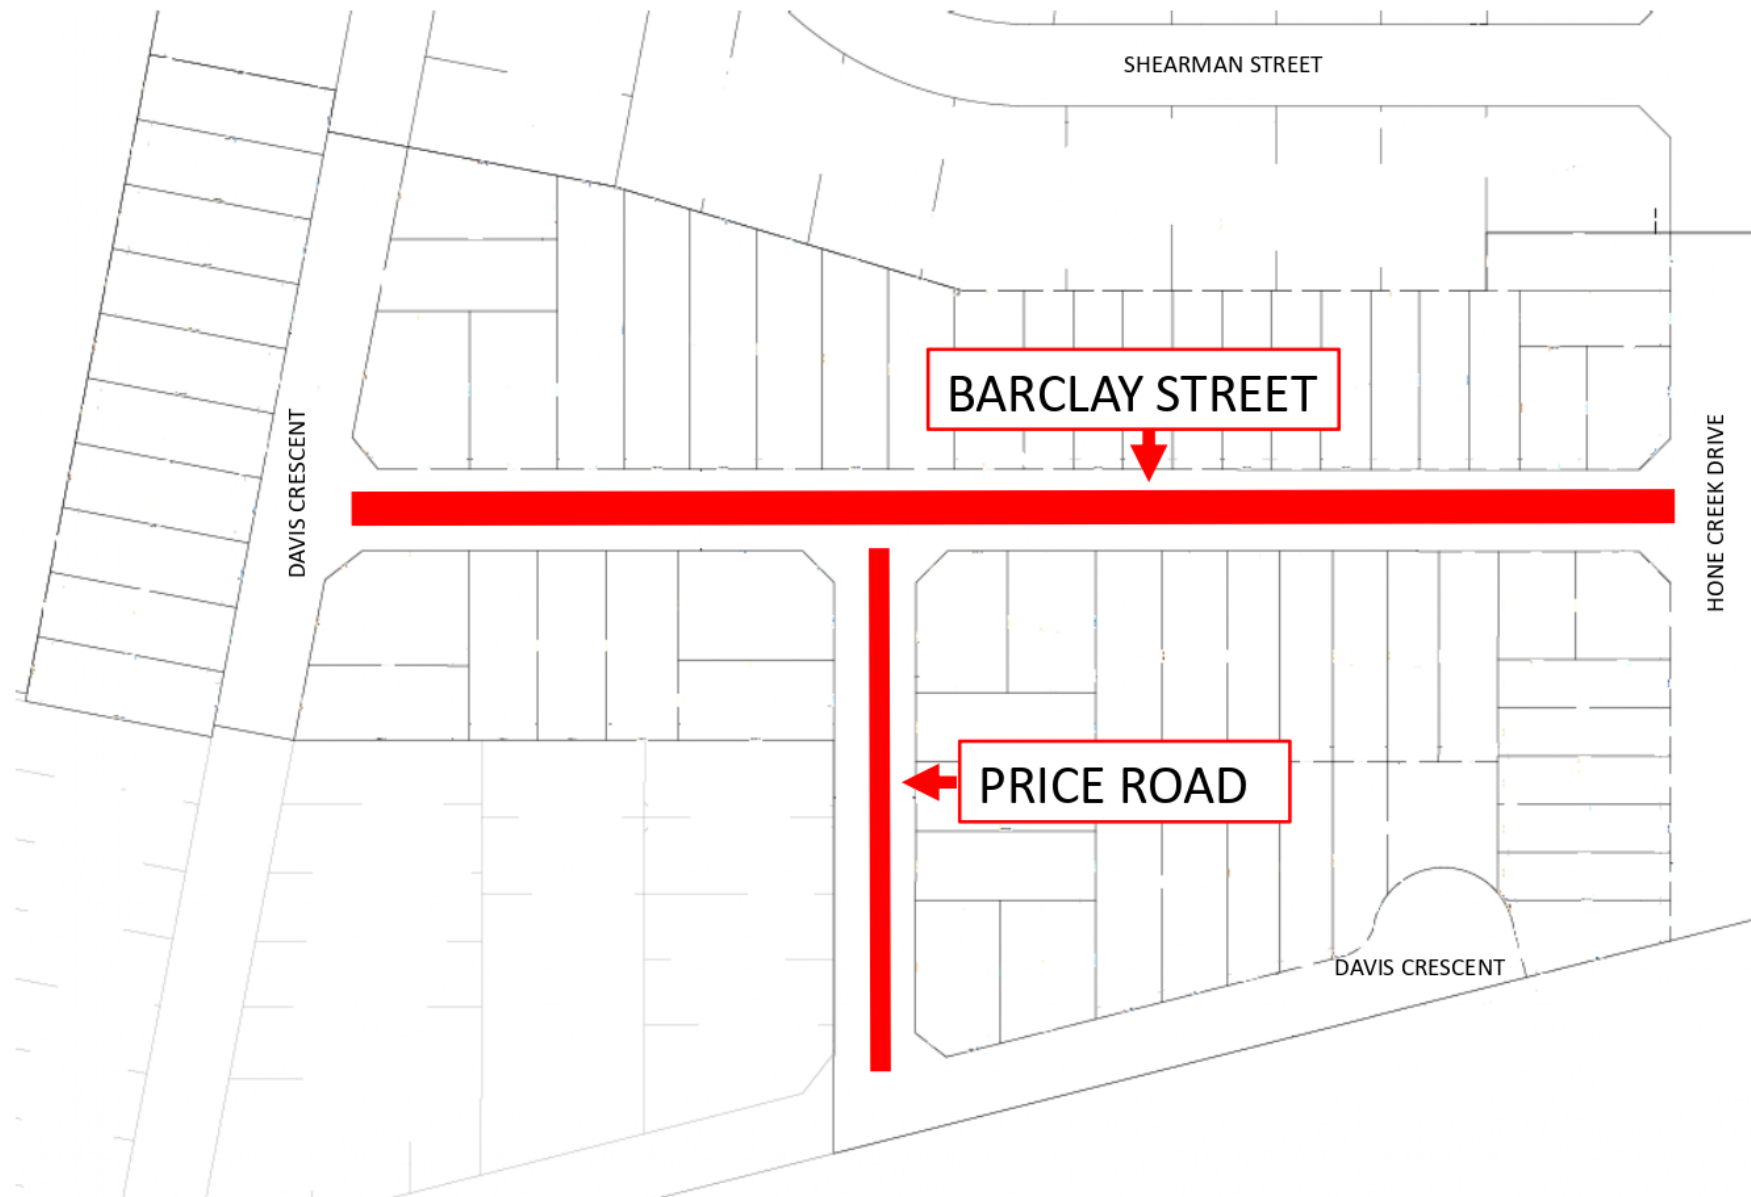 SHEARMAN STREET
BARCLAY STREET
DAVIS CRESCENT
HONE CREEK DRIVE
PRICE ROAD
DAVIS CRESCENT